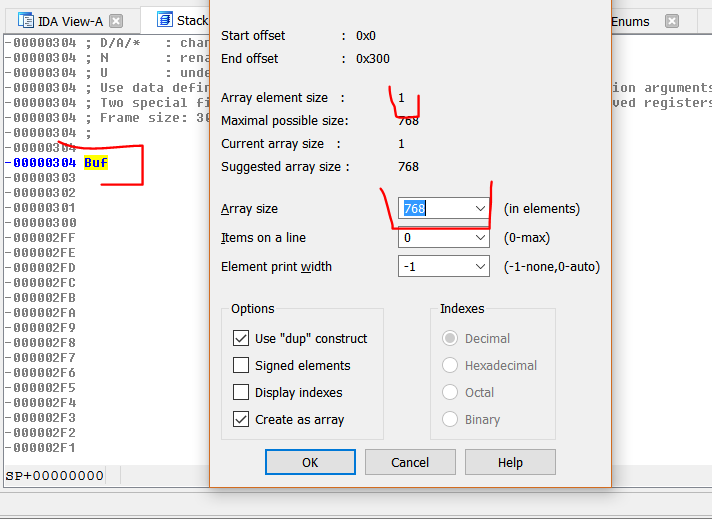 IDA View-A
Stack
Enums
-00000304 ; D/A/* : cha
-00000304 ; N : rena
-00000304 ; U : unde
-00000304 ; Use data defin
ion arguments
-00000304 ; Two special fi
ved registers
-00000304 ; Frame size: 30
-00000304 ;
-00000304
-00000304 Buf
-00000303
-00000302
-00000301
-00000300
-000002FF
-000002FE
-000002FD
-000002FC
-000002FB
-000002FA
-000002F9
-000002F8
-000002F7
-000002F6
-000002F5
-000002F4
-000002F3
-000002F2
-000002F1
SP+00000000
Start offset : 0x0
End offset : 0x300
Array element size : 1
Maximal possible size: 768
Current array size : 1
Suggested array size : 768
Array size 768 (in elements)
Items on a line 0 (0-max)
Element print width -1 (-1-none,0-auto)
Options
Use "dup" construct
Signed elements
Display indexes
Create as array
Indexes
Decimal
Hexadecimal
Octal
Binary
OK
Cancel
Help